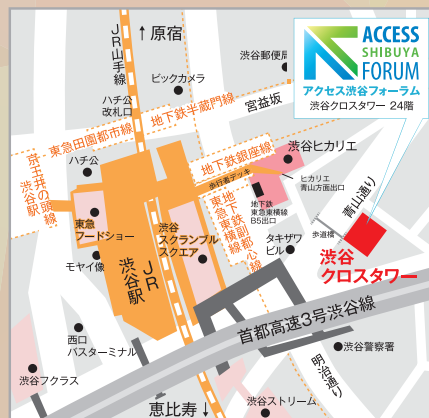 ACCESS
SHIBUYA
FORUM
アクセス渋谷フォーラム
渋谷クロスタワー 24階
↑原宿
JR山手線
渋谷郵便局
ビックカメラ
ハチ公
改札口
宮益坂
地下鉄半蔵門線
東急田園都市線
京王井の頭線
渋谷駅
ハチ公
地下鉄銀座線
渋谷ヒカリエ
歩行者デッキ
ヒカリエ
青山方面出口
青山通り
地下鉄
東急東横線
B5出口
地下鉄副都心線
東急東横線
東急
フードショー
渋谷
スクランブル
スクエア
タキザワ
ビル
歩道橋
渋谷
クロスタワー
モヤイ像
JR
渋谷駅
首都高速3号渋谷線
西口
バスターミナル
渋谷警察署
明治通り
渋谷フクラス
恵比寿↓
渋谷ストリーム